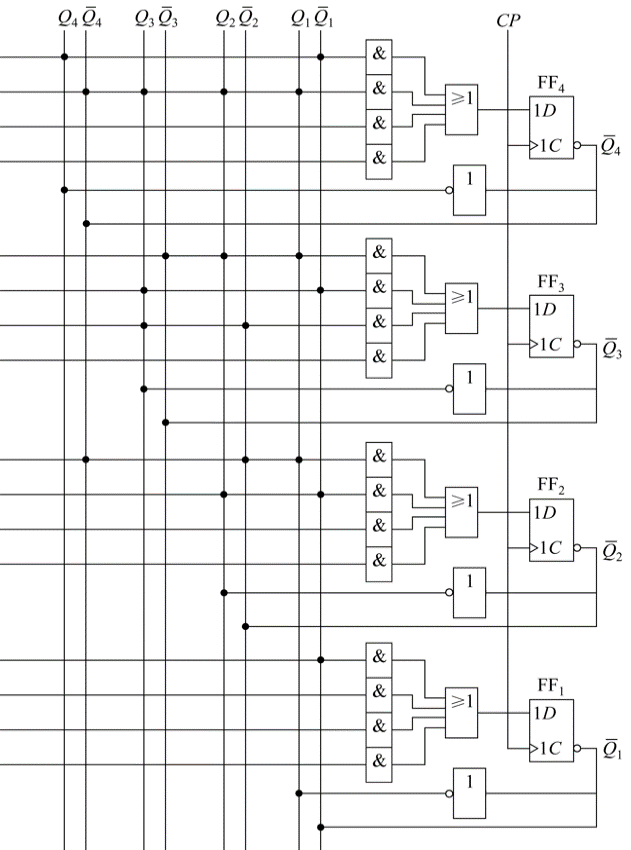 Q₄ Q̄₄ Q₃ Q̄₃ Q₂ Q̄₂ Q₁ Q̄₁ CP
&
& ≥1 FF₄
& 1D
& >1C Q̄₄
1
&
& ≥1 FF₃
& 1D
& >1C Q̄₃
1
&
& ≥1 FF₂
& 1D
& >1C Q̄₂
1
&
& ≥1 FF₁
& 1D
& >1C Q̄₁
1